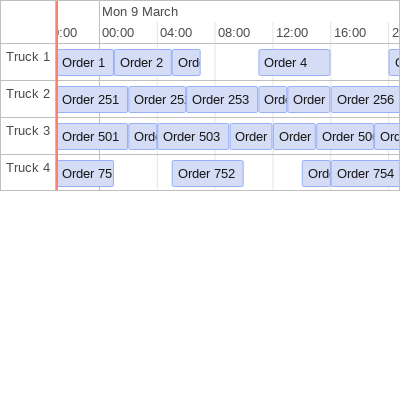 Mon 9 March
:00 00:00 04:00 08:00 12:00 16:00 2
Truck 1 Order 1 Order 2 Ord Order 4
Truck 2 Order 251 Order 25 Order 253 Ord Order Order 256
Truck 3 Order 501 Ord Order 503 Order Order Order 50 Ord
Truck 4 Order 75 Order 752 Ord Order 754